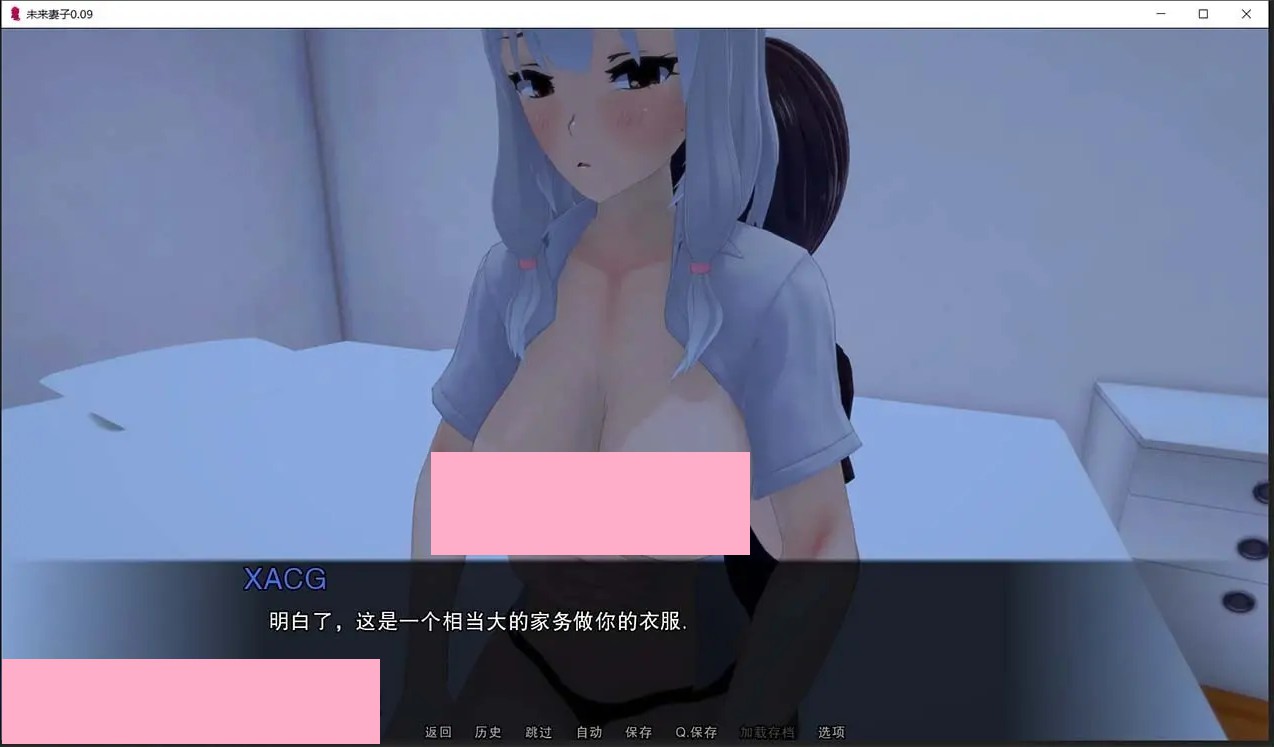 未来妻子0.09
XACG
明白了，这是一个相当大的家务做你的衣服.
返回 历史 跳过 自动 保存 Q.保存 加载存档 选项